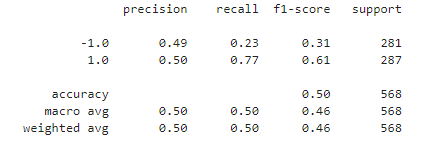 precision recall f1-score support
-1.0 0.49 0.23 0.31 281
1.0 0.50 0.77 0.61 287
accuracy 0.50 568
macro avg 0.50 0.50 0.46 568
weighted avg 0.50 0.50 0.46 568